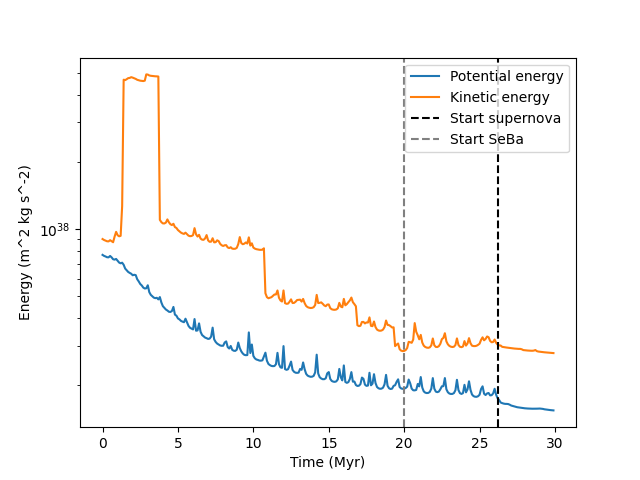 Potential energy
Kinetic energy
Start supernova
Start SeBa
10^38
Energy (m^2 kg s^-2)
0 5 10 15 20 25 30
Time (Myr)